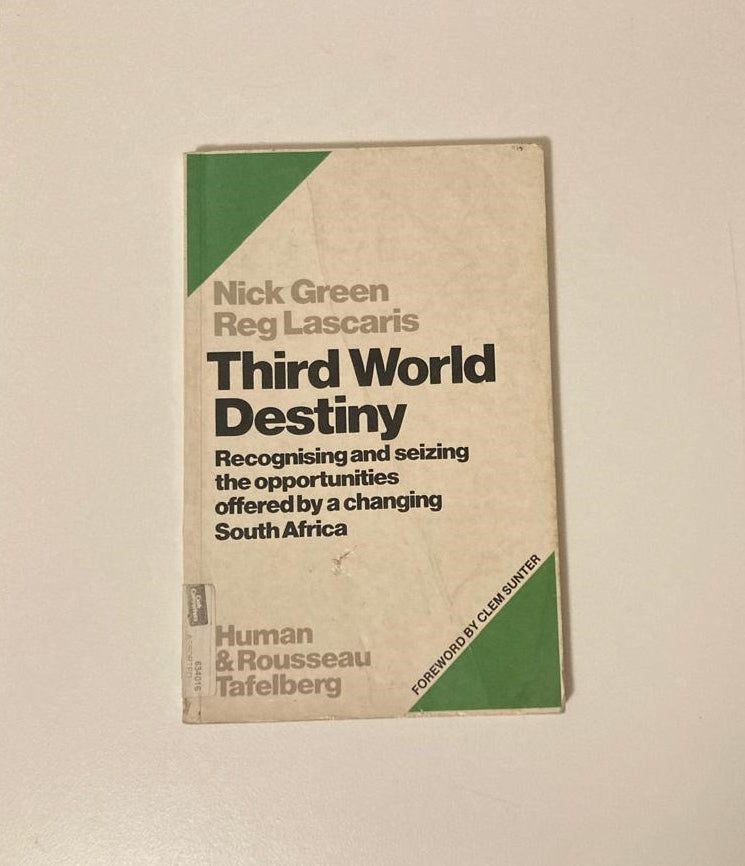 Nick Green
Reg Lascaris
Third World
Destiny
Recognising and seizing
the opportunities
offered by a changing
South Africa
FOREWORD BY CLEM SUNTER
Human
& Rousseau
Tafelberg
634016